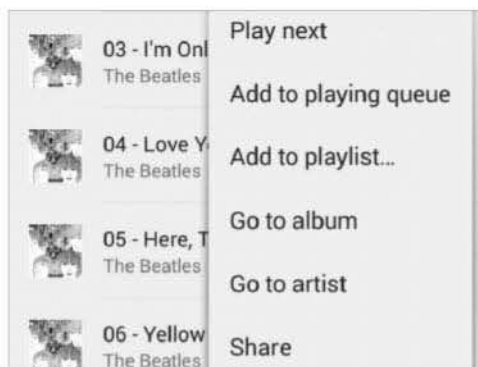 03 - I'm Onl
The Beatles
04 - Love Y
The Beatles
05 - Here, T
The Beatles
06 - Yellow
The Beatles
Play next
Add to playing queue
Add to playlist...
Go to album
Go to artist
Share